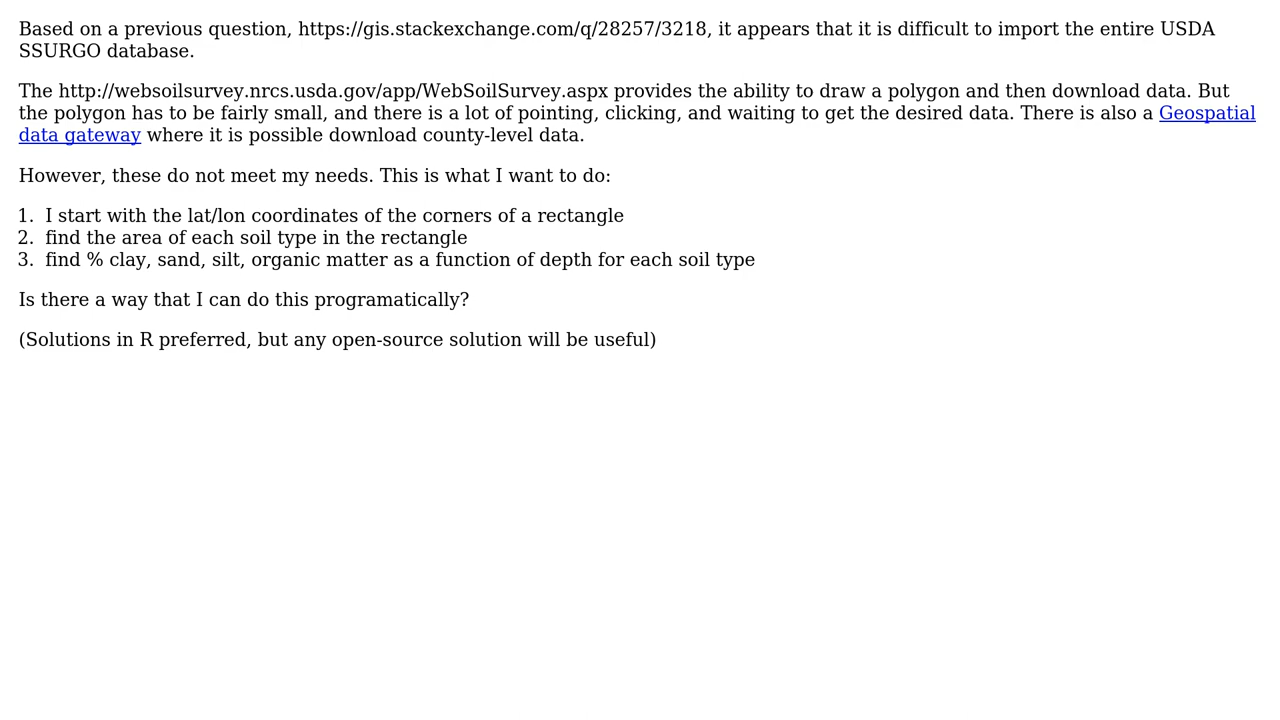 Based on a previous question, https://gis.stackexchange.com/q/28257/3218, it appears that it is difficult to import the entire USDA
SSURGO database.
The http://websoilsurvey.nrcs.usda.gov/app/WebSoilSurvey.aspx provides the ability to draw a polygon and then download data. But
the polygon has to be fairly small, and there is a lot of pointing, clicking, and waiting to get the desired data. There is also a Geospatial
data gateway where it is possible download county-level data.
However, these do not meet my needs. This is what I want to do:
1. I start with the lat/lon coordinates of the corners of a rectangle
2. find the area of each soil type in the rectangle
3. find % clay, sand, silt, organic matter as a function of depth for each soil type
Is there a way that I can do this programatically?
(Solutions in R preferred, but any open-source solution will be useful)